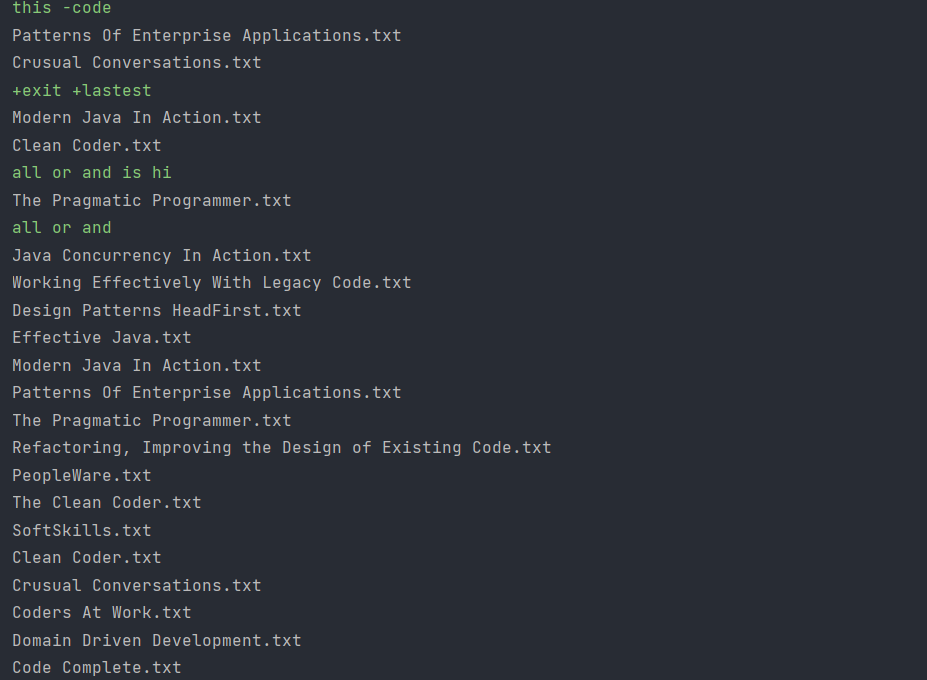 this -code
Patterns Of Enterprise Applications.txt
Crusual Conversations.txt
+exit +lastest
Modern Java In Action.txt
Clean Coder.txt
all or and is hi
The Pragmatic Programmer.txt
all or and
Java Concurrency In Action.txt
Working Effectively With Legacy Code.txt
Design Patterns HeadFirst.txt
Effective Java.txt
Modern Java In Action.txt
Patterns Of Enterprise Applications.txt
The Pragmatic Programmer.txt
Refactoring, Improving the Design of Existing Code.txt
PeopleWare.txt
The Clean Coder.txt
SoftSkills.txt
Clean Coder.txt
Crusual Conversations.txt
Coders At Work.txt
Domain Driven Development.txt
Code Complete.txt